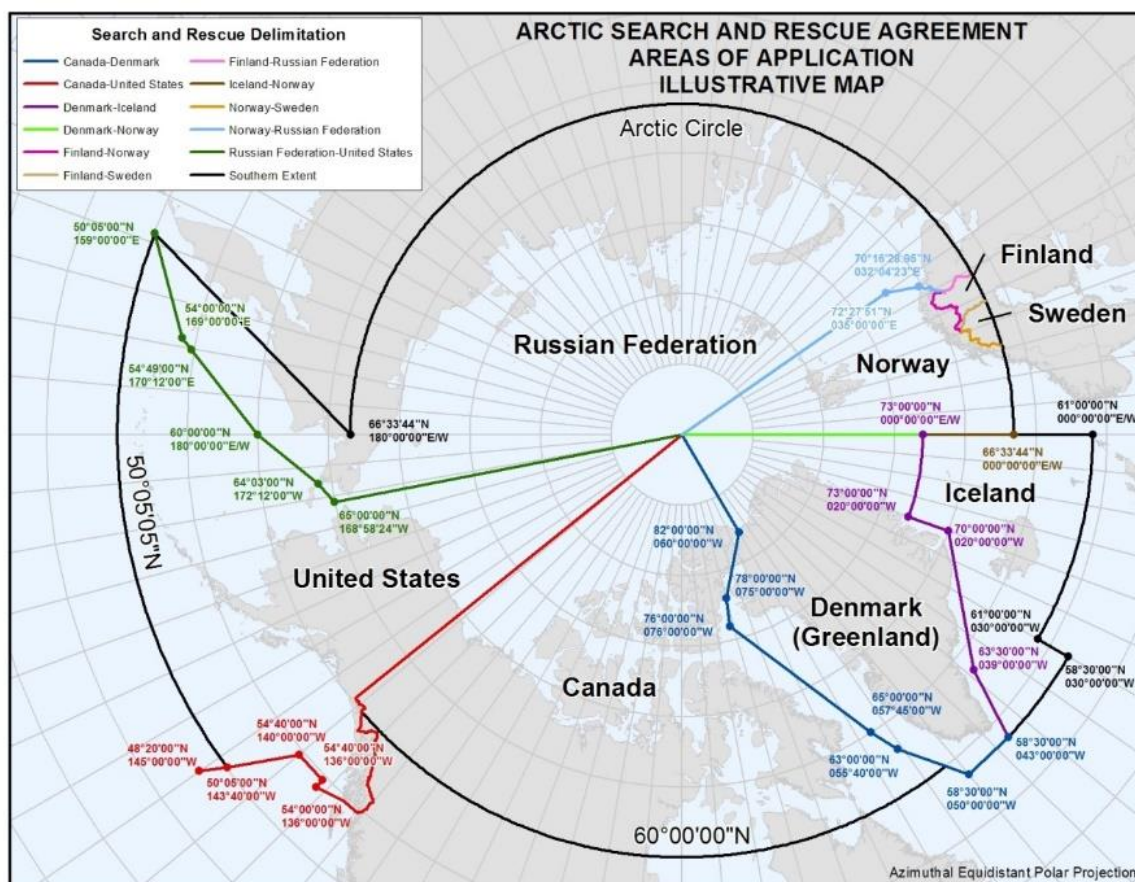 ARCTIC SEARCH AND RESCUE AGREEMENT
AREAS OF APPLICATION
ILLUSTRATIVE MAP
Search and Rescue Delimitation
Canada-Denmark
Canada-United States
Denmark-Iceland
Denmark-Norway
Finland-Norway
Finland-Sweden
Finland-Russian Federation
Iceland-Norway
Norway-Sweden
Norway-Russian Federation
Russian Federation-United States
Southern Extent
Arctic Circle
50°05'00"N
159°00'00"E
54°00'00"N
169°00'00"E
54°49'00"N
170°12'00"E
60°00'00"N
180°00'00"E/W
64°03'00"N
172°12'00"W
65°00'00"N
168°58'24"W
66°33'44"N
180°00'00"E/W
50°05'05"N
70°16'28.95"N
032°04'23"E
72°27'51"N
035°00'00"E
Finland
Sweden
Norway
Russian Federation
73°00'00"N
000°00'00"E/W
61°00'00"N
000°00'00"E/W
66°33'44"N
000°00'00"E/W
Iceland
73°00'00"N
020°00'00"W
70°00'00"N
020°00'00"W
82°00'00"N
060°00'00"W
78°00'00"N
075°00'00"W
76°00'00"N
076°00'00"W
United States
Denmark
(Greenland)
61°00'00"N
030°00'00"W
63°30'00"N
039°00'00"W
58°30'00"N
030°00'00"W
Canada
65°00'00"N
057°45'00"W
63°00'00"N
055°40'00"W
58°30'00"N
043°00'00"W
58°30'00"N
050°00'00"W
54°40'00"N
140°00'00"W
54°40'00"N
136°00'00"W
48°20'00"N
145°00'00"W
50°05'00"N
143°40'00"W
54°00'00"N
136°00'00"W
60°00'00"N
Azimuthal Equidistant Polar Projection